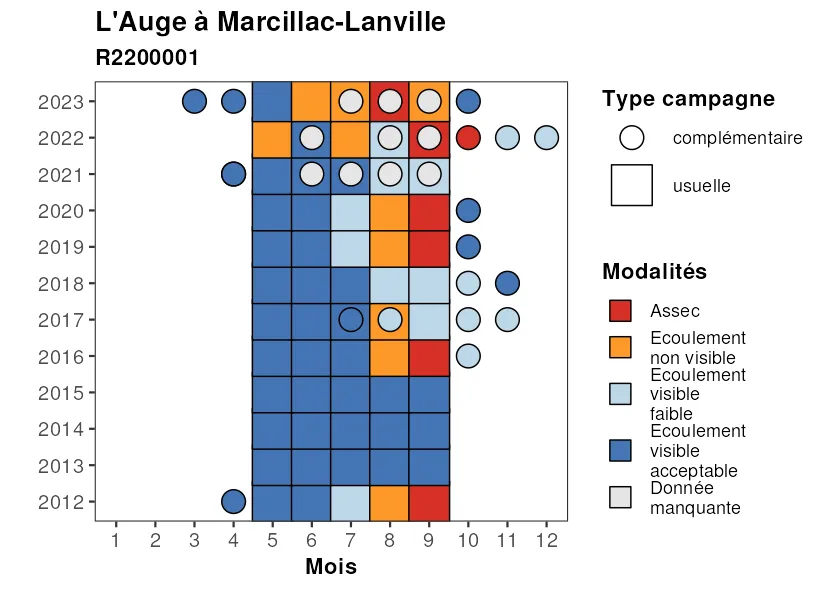 L'Auge à Marcillac-Lanville
R2200001
2023
2022
2021
2020
2019
2018
2017
2016
2015
2014
2013
2012
1 2 3 4 5 6 7 8 9 10 11 12
Mois
Type campagne
complémentaire
usuelle
Modalités
Assec
Ecoulement
non visible
Ecoulement
visible
faible
Ecoulement
visible
acceptable
Donnée
manquante